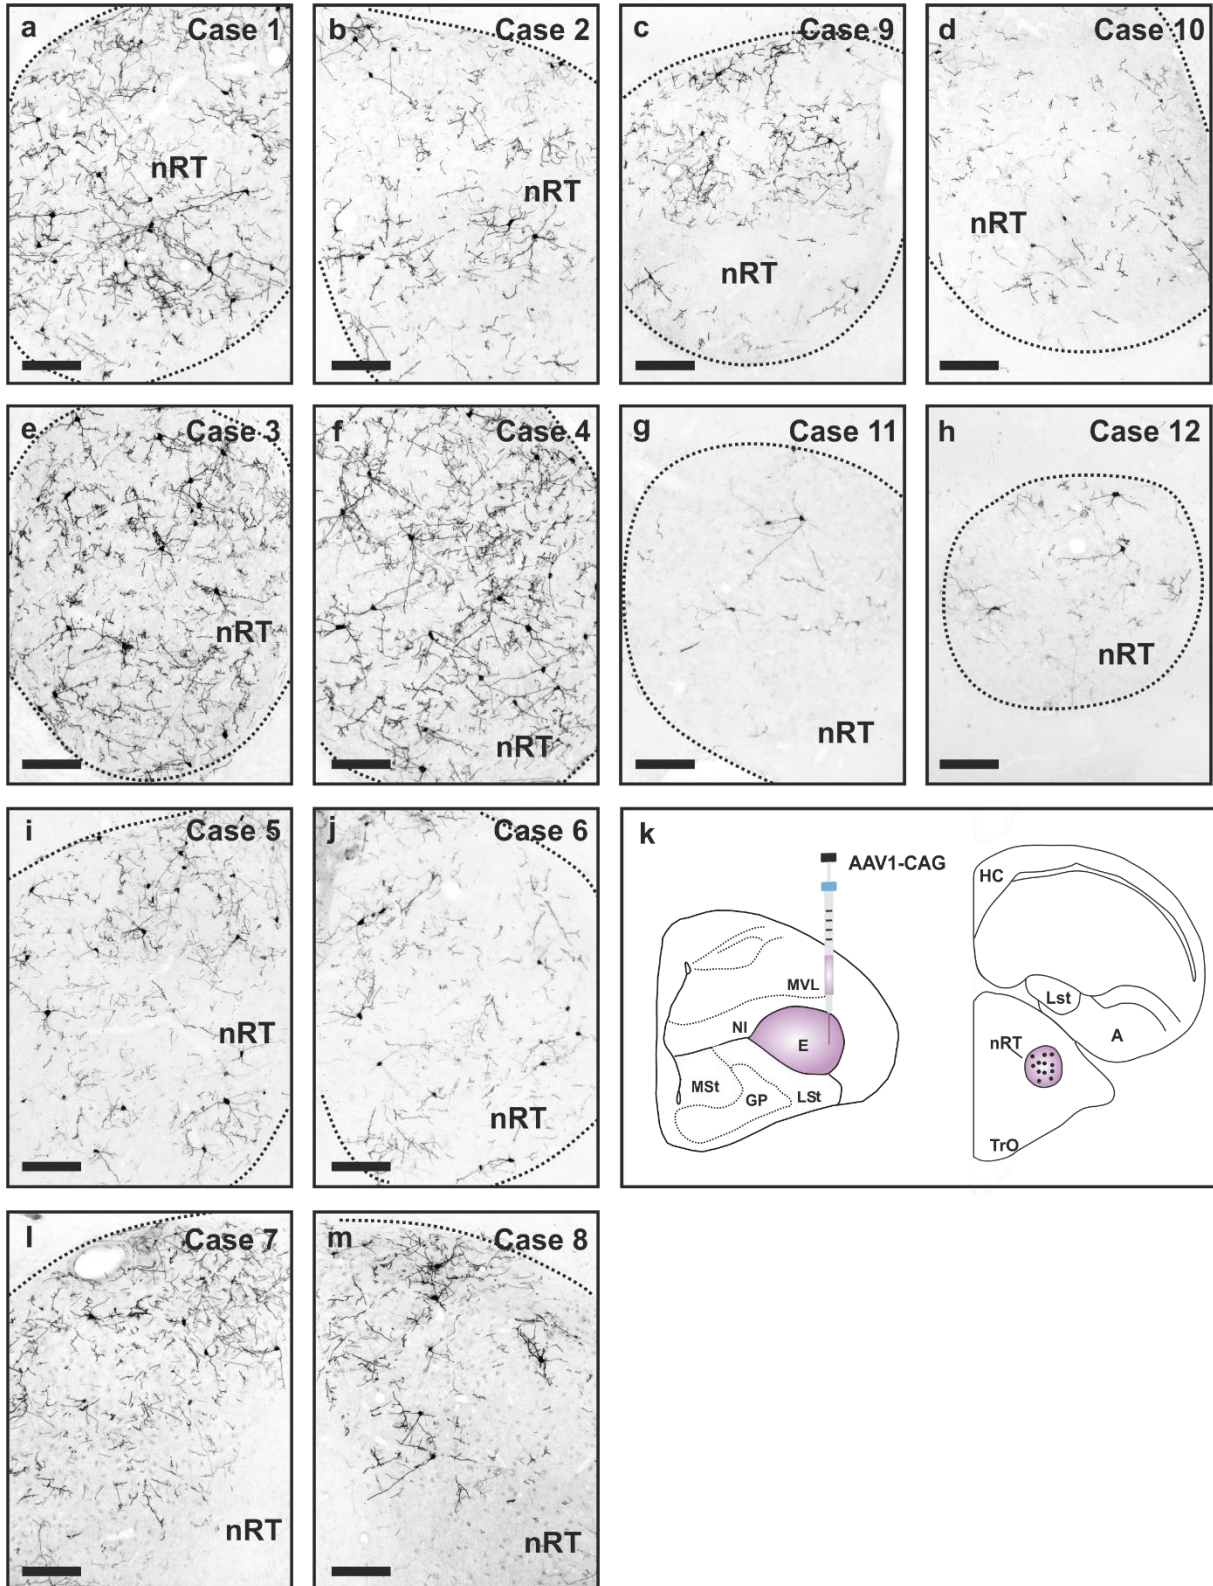 a Case 1
nRT
b Case 2
nRT
c Case 9
nRT
d Case 10
nRT
e Case 3
nRT
f Case 4
nRT
g Case 11
nRT
h Case 12
nRT
i Case 5
nRT
j Case 6
nRT
k
AAV1-CAG
MVL
NI
E
MSt
GP
LSt
HC
Lst
A
nRT
TrO
l Case 7
nRT
m Case 8
nRT